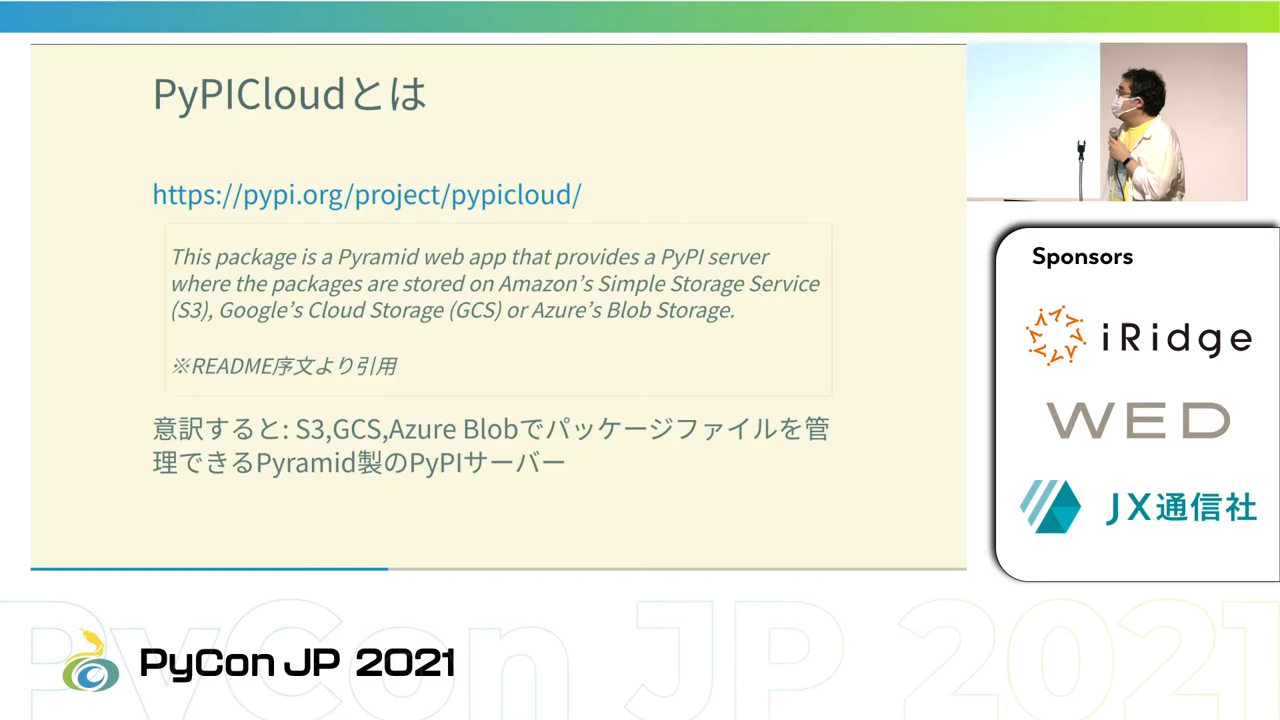 PyPICloudとは
https://pypi.org/project/pypicloud/
This package is a Pyramid web app that provides a PyPI server
where the packages are stored on Amazon's Simple Storage Service
(S3), Google's Cloud Storage (GCS) or Azure's Blob Storage.
※README序文より引用
意訳すると: S3,GCS,Azure Blobでパッケージファイルを管
理できるPyramid製のPyPIサーバー
Sponsors
iRidge
WED
JX通信社
PyCon JP 2021
PyCon JP 2021